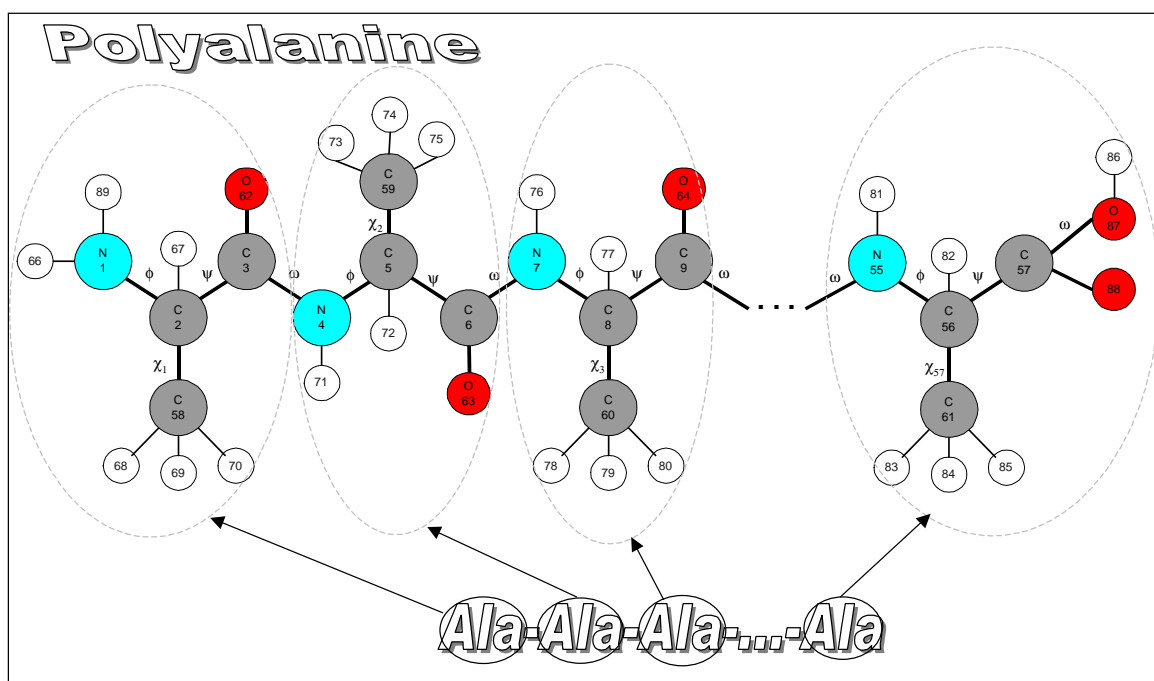 Polyalanine
74
73
75
C
59
86
89
O
62
76
O
64
81
O
87
χ2
ω
66
N
1
67
C
3
C
5
N
7
77
C
9
N
55
82
C
57
88
ϕ
ψ
ω
ϕ
ψ
ω
ϕ
ψ
ω
ω
ϕ
ψ
C
2
N
4
72
C
6
C
8
. . . . .
C
56
χ1
71
O
63
χ3
χ57
C
58
C
60
C
61
68
69
70
78
79
80
83
84
85
Ala-Ala-Ala-...-Ala